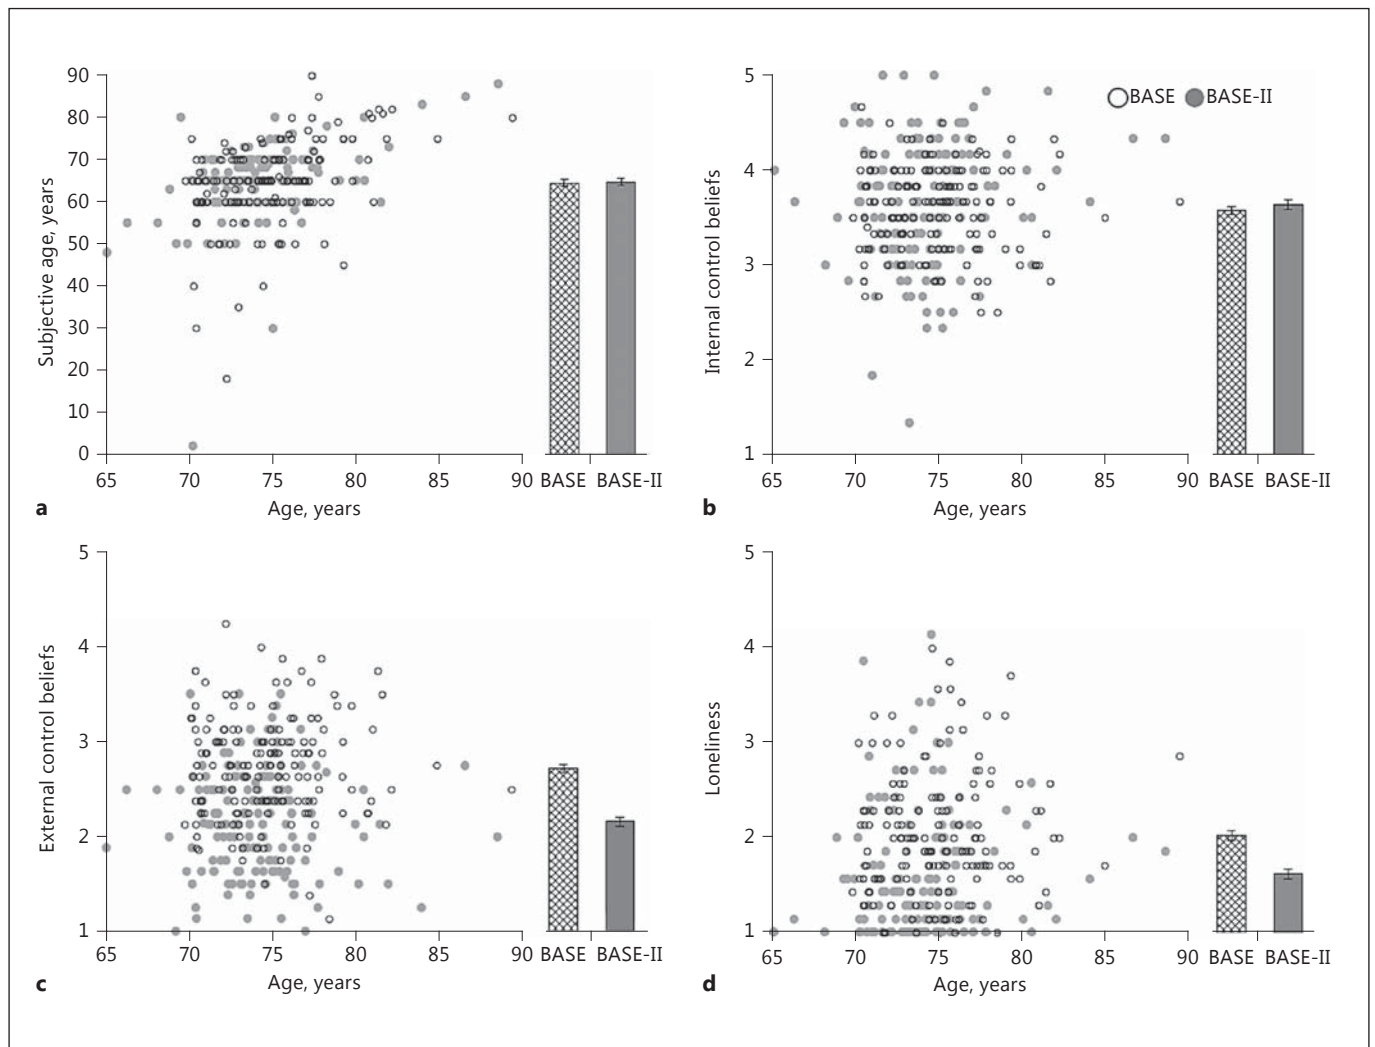 90
80
70
60
50
40
30
20
10
0
Subjective age, years
65 70 75 80 85 90 BASE BASE-II
a Age, years
5
4
3
2
1
Internal control beliefs
BASE BASE-II
65 70 75 80 85 90 BASE BASE-II
b Age, years
5
4
3
2
1
External control beliefs
65 70 75 80 85 90 BASE BASE-II
c Age, years
5
4
3
2
1
Loneliness
65 70 75 80 85 90 BASE BASE-II
d Age, years